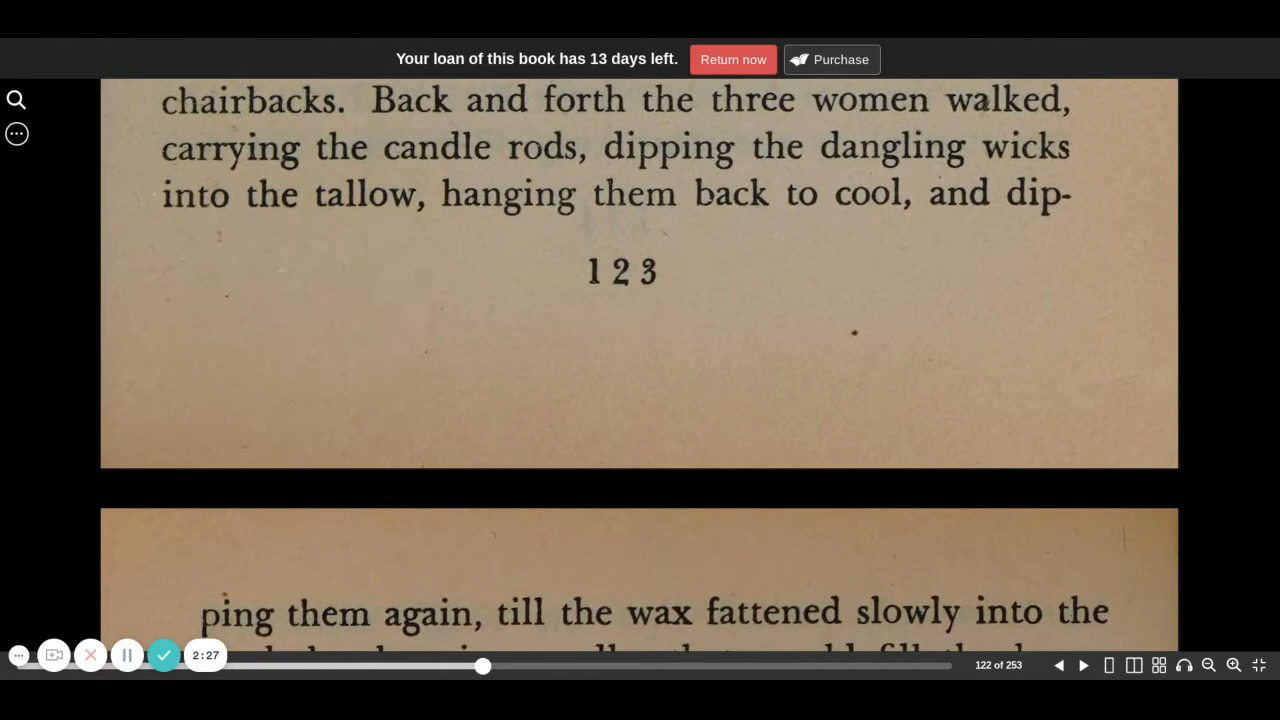 Your loan of this book has 13 days left. Return now Purchase
chairbacks. Back and forth the three women walked,
carrying the candle rods, dipping the dangling wicks
into the tallow, hanging them back to cool, and dip-
123
ping them again, till the wax fattened slowly into the
2:27
122 of 253